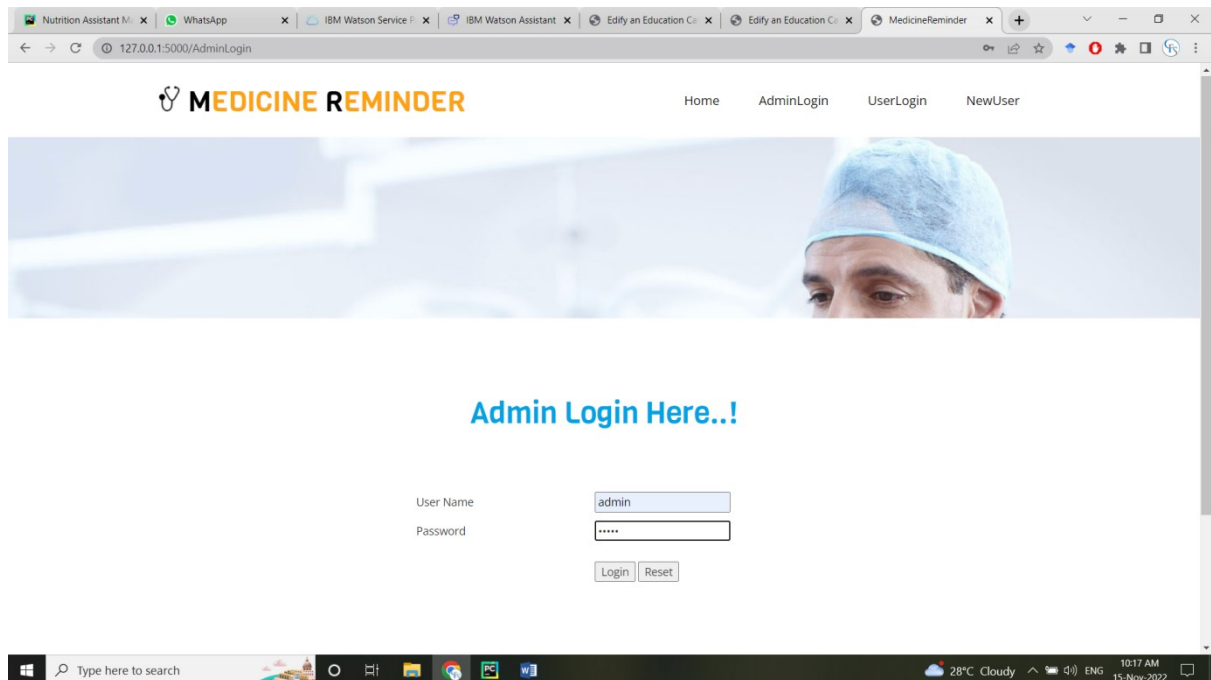 Nutrition Assistant M
WhatsApp
IBM Watson Service P
IBM Watson Assistant
Edify an Education Ca
Edify an Education Ca
MedicineReminder
127.0.0.1:5000/AdminLogin
MEDICINE REMINDER
Home AdminLogin UserLogin NewUser
Admin Login Here..!
User Name admin
Password •••••
Login Reset
Type here to search
PC
W
28°C Cloudy
ENG
10:17 AM
15-Nov-2022